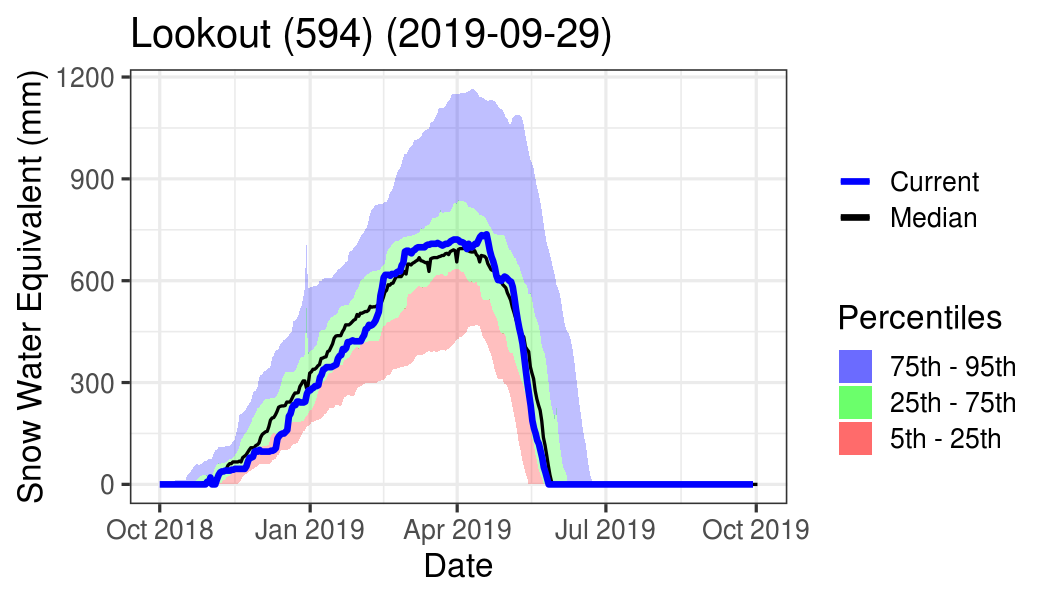 Lookout (594) (2019-09-29)
Snow Water Equivalent (mm)
1200
900
600
300
0
Oct 2018
Jan 2019
Apr 2019
Jul 2019
Oct 2019
Date
Current
Median
Percentiles
75th - 95th
25th - 75th
5th - 25th